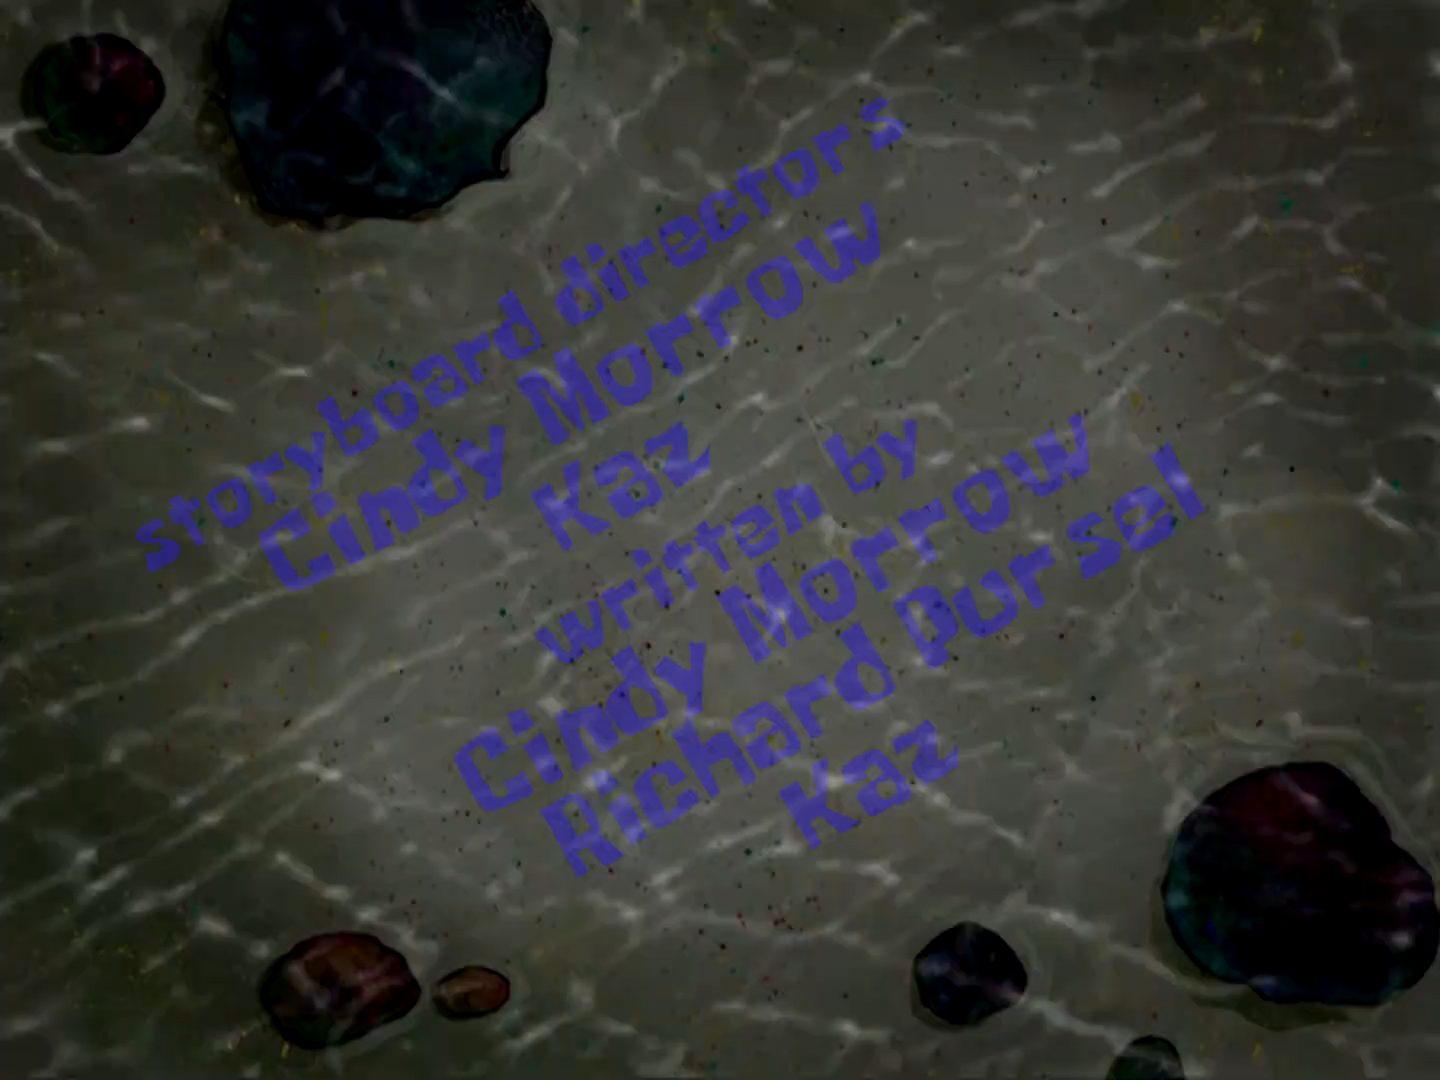 storyboard directors
Cindy Morrow
Kaz
written by
Cindy Morrow
Richard Pursel
Kaz